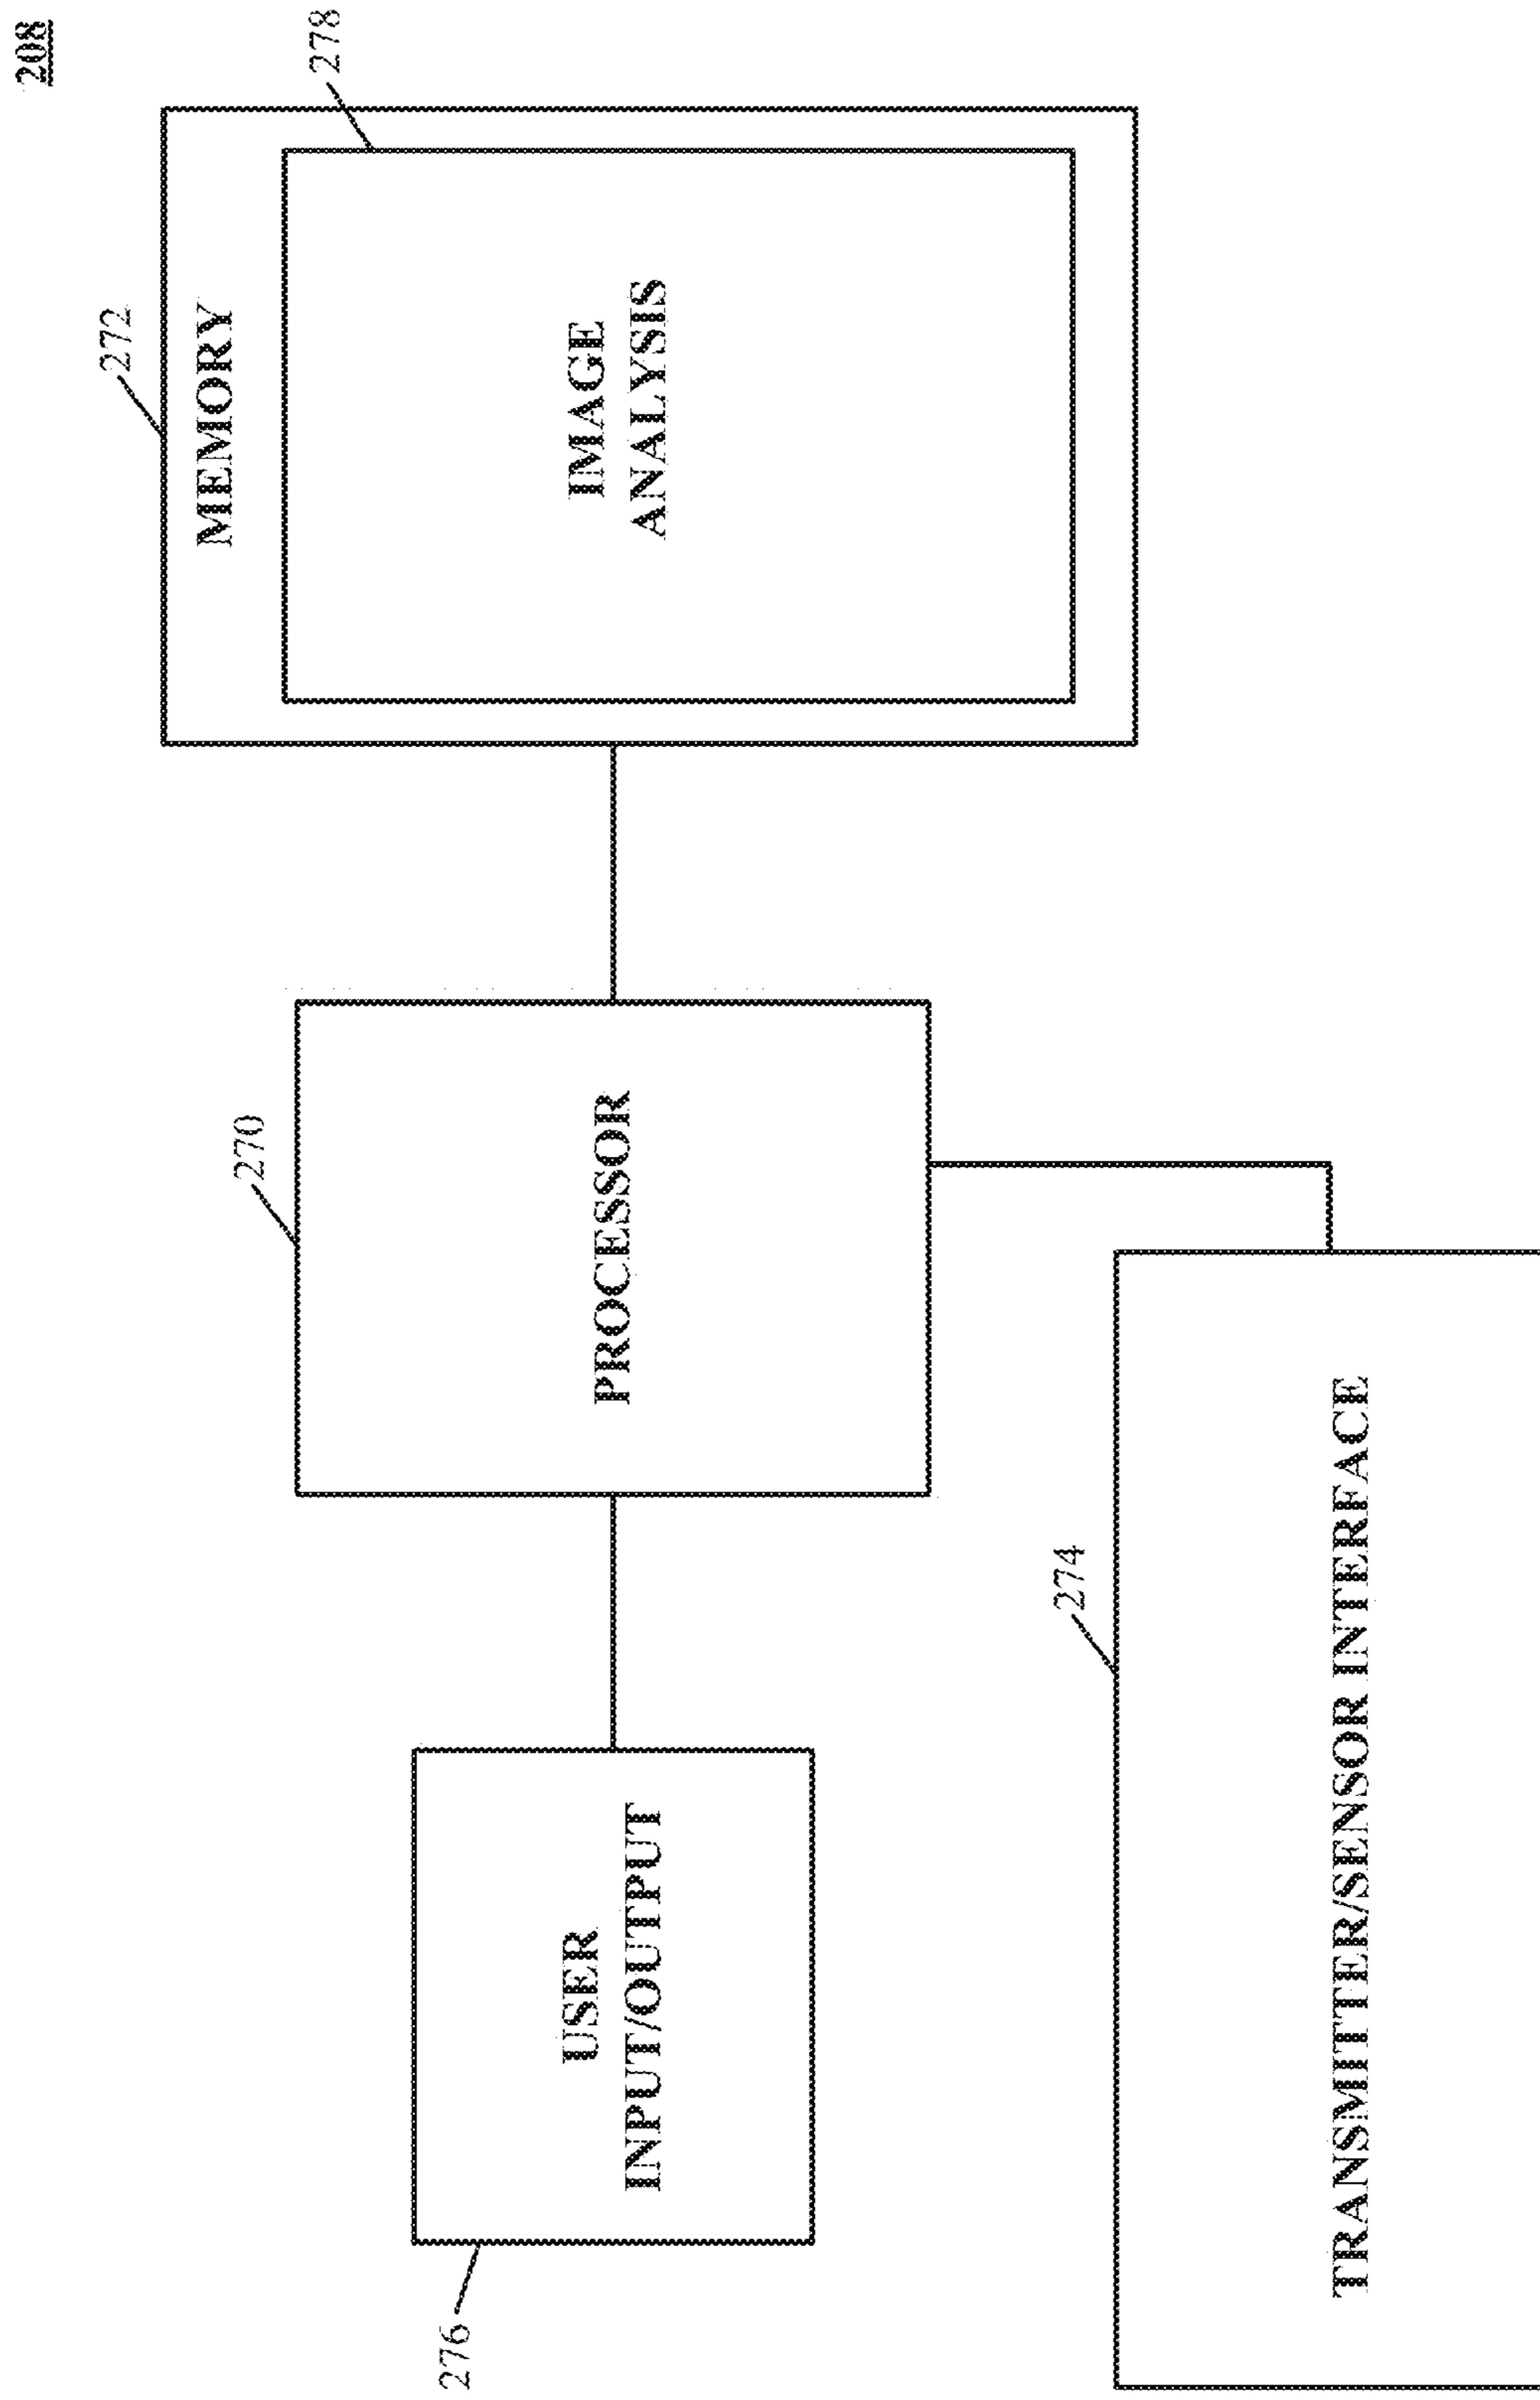 208
276
USER
INPUT/OUTPUT
270
PROCESSOR
272
MEMORY
278
IMAGE
ANALYSIS
274
TRANSMITTER/SENSOR INTERFACE